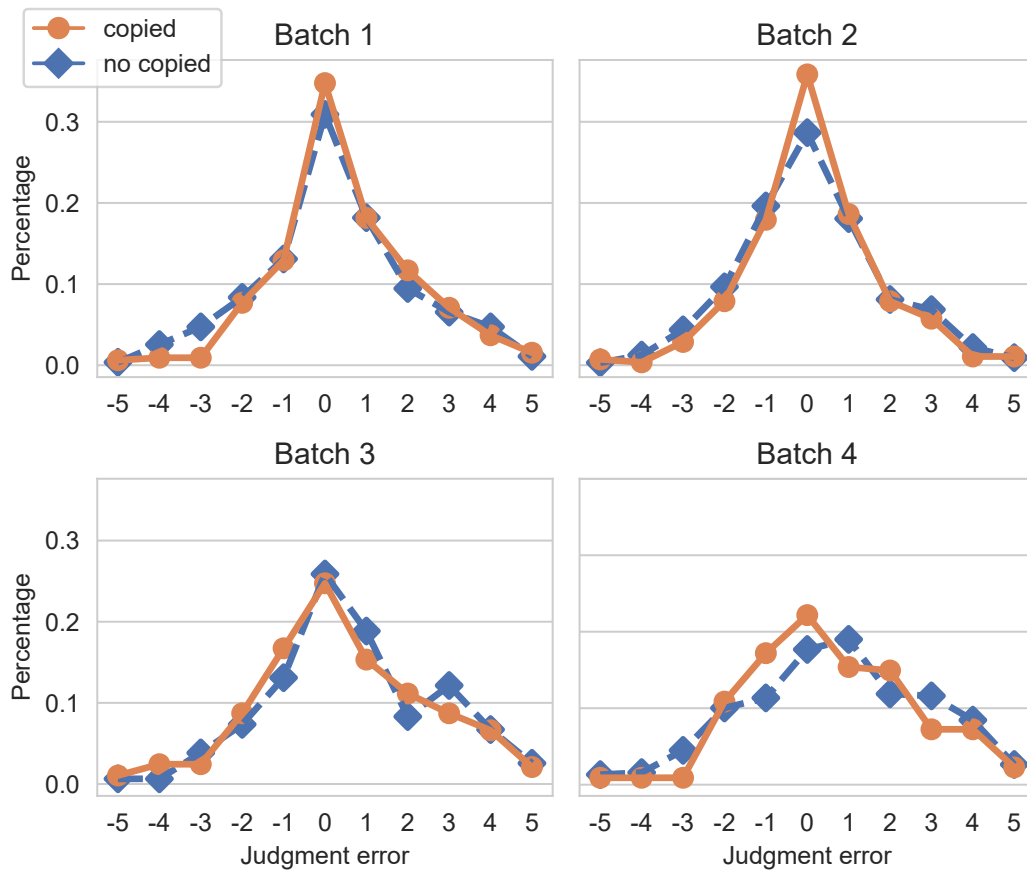 copied
no copied
Batch 1
Batch 2
Percentage
0.3
0.2
0.1
0.0
-5 -4 -3 -2 -1 0 1 2 3 4 5
-5 -4 -3 -2 -1 0 1 2 3 4 5
Batch 3
Batch 4
Percentage
0.3
0.2
0.1
0.0
-5 -4 -3 -2 -1 0 1 2 3 4 5
-5 -4 -3 -2 -1 0 1 2 3 4 5
Judgment error
Judgment error